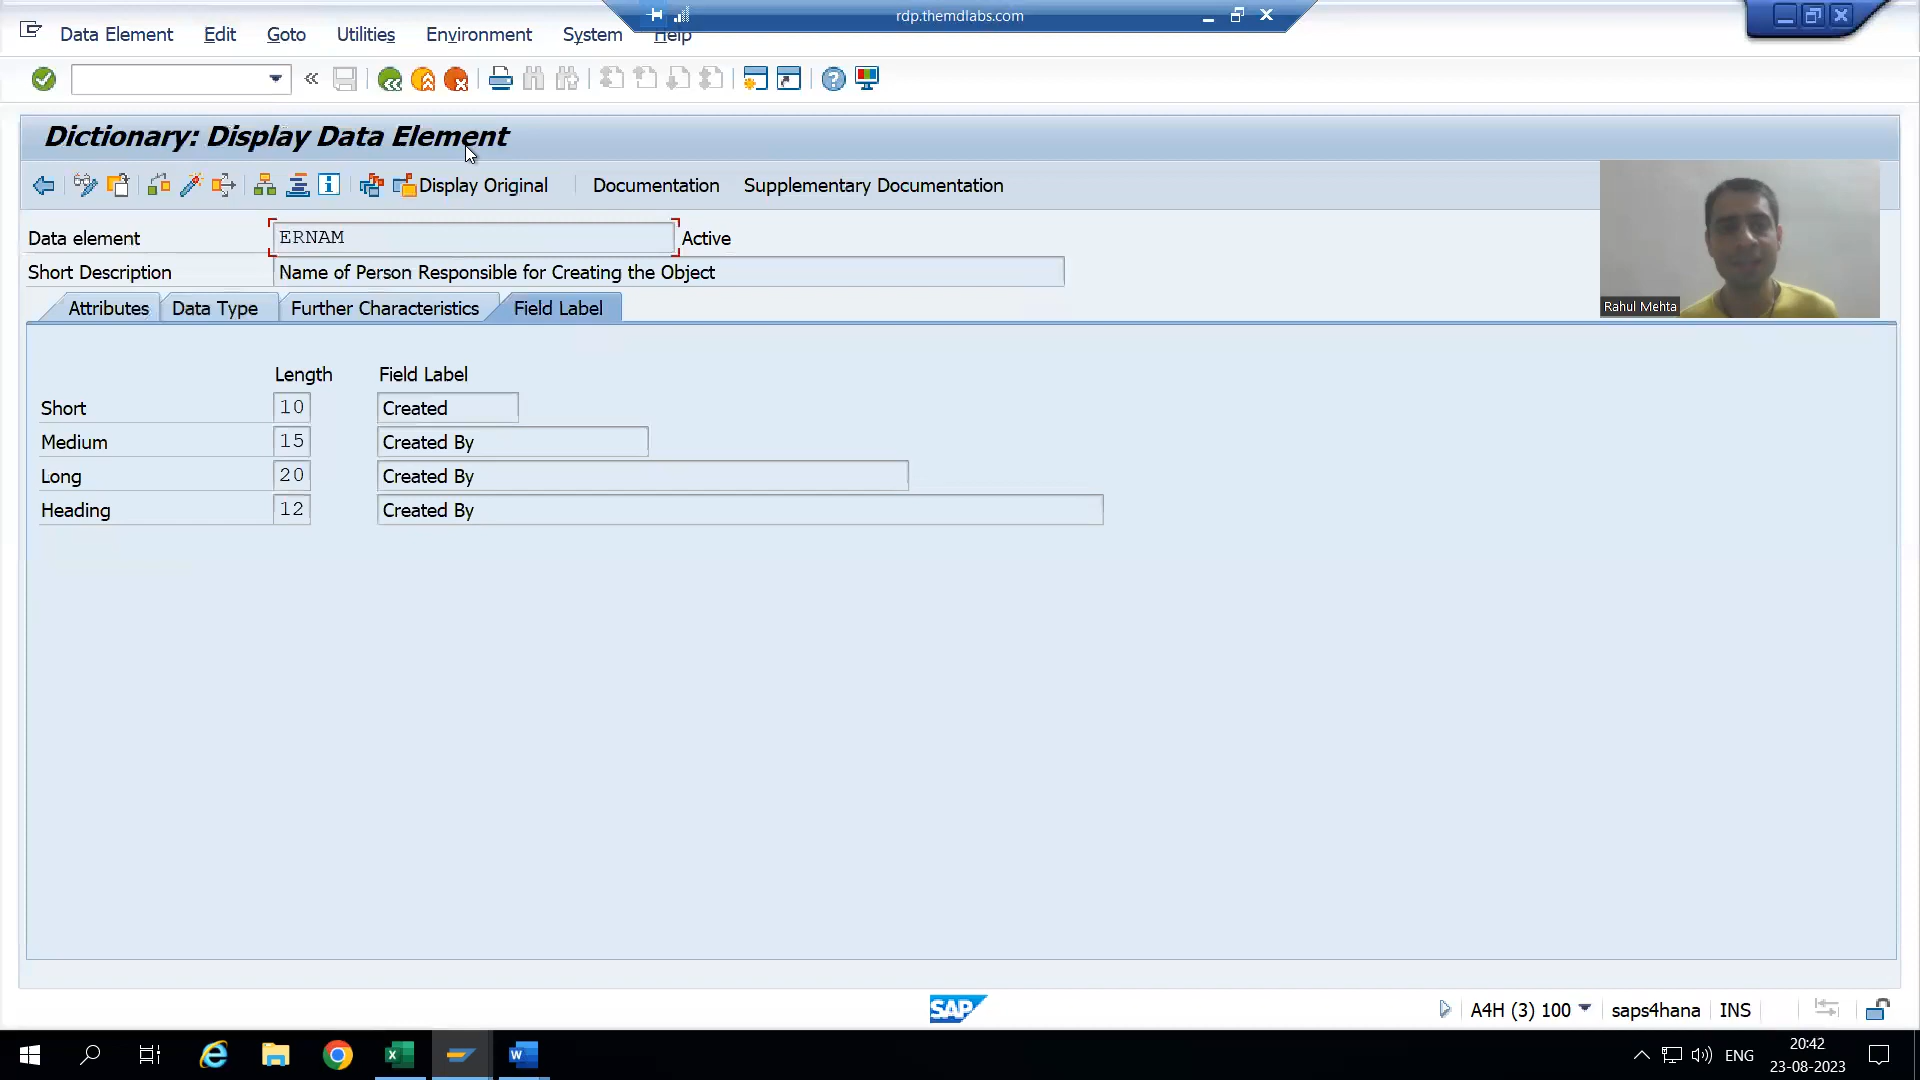 rdp.themdlabs.com
Data Element Edit Goto Utilities Environment System Help
Dictionary: Display Data Element
Display Original Documentation Supplementary Documentation
Data element ERNAM Active
Short Description Name of Person Responsible for Creating the Object
Attributes Data Type Further Characteristics Field Label
Rahul Mehta
Length Field Label
Short 10 Created
Medium 15 Created By
Long 20 Created By
Heading 12 Created By
SAP A4H (3) 100 saps4hana INS
20:42
ENG
23-08-2023